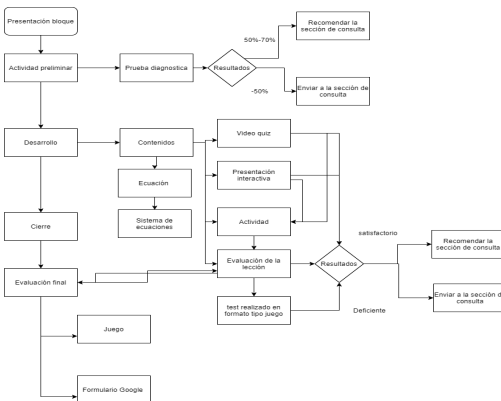 Presentación bloque
Recomendar la
sección de consulta
50%-70%
Actividad preliminar
Prueba diagnostica
Resultados
-50%
Enviar a la sección de
consulta
Desarrollo
Contenidos
Video quiz
Ecuación
Presentación
interactiva
Sistema de
ecuaciones
Actividad
Cierre
satisfactorio
Recomendar la
sección de consulta
Evaluación final
Evaluación de la
lección
Resultados
Enviar a la sección d
consulta
test realizado en
formato tipo juego
Deficiente
Juego
Formulario Google